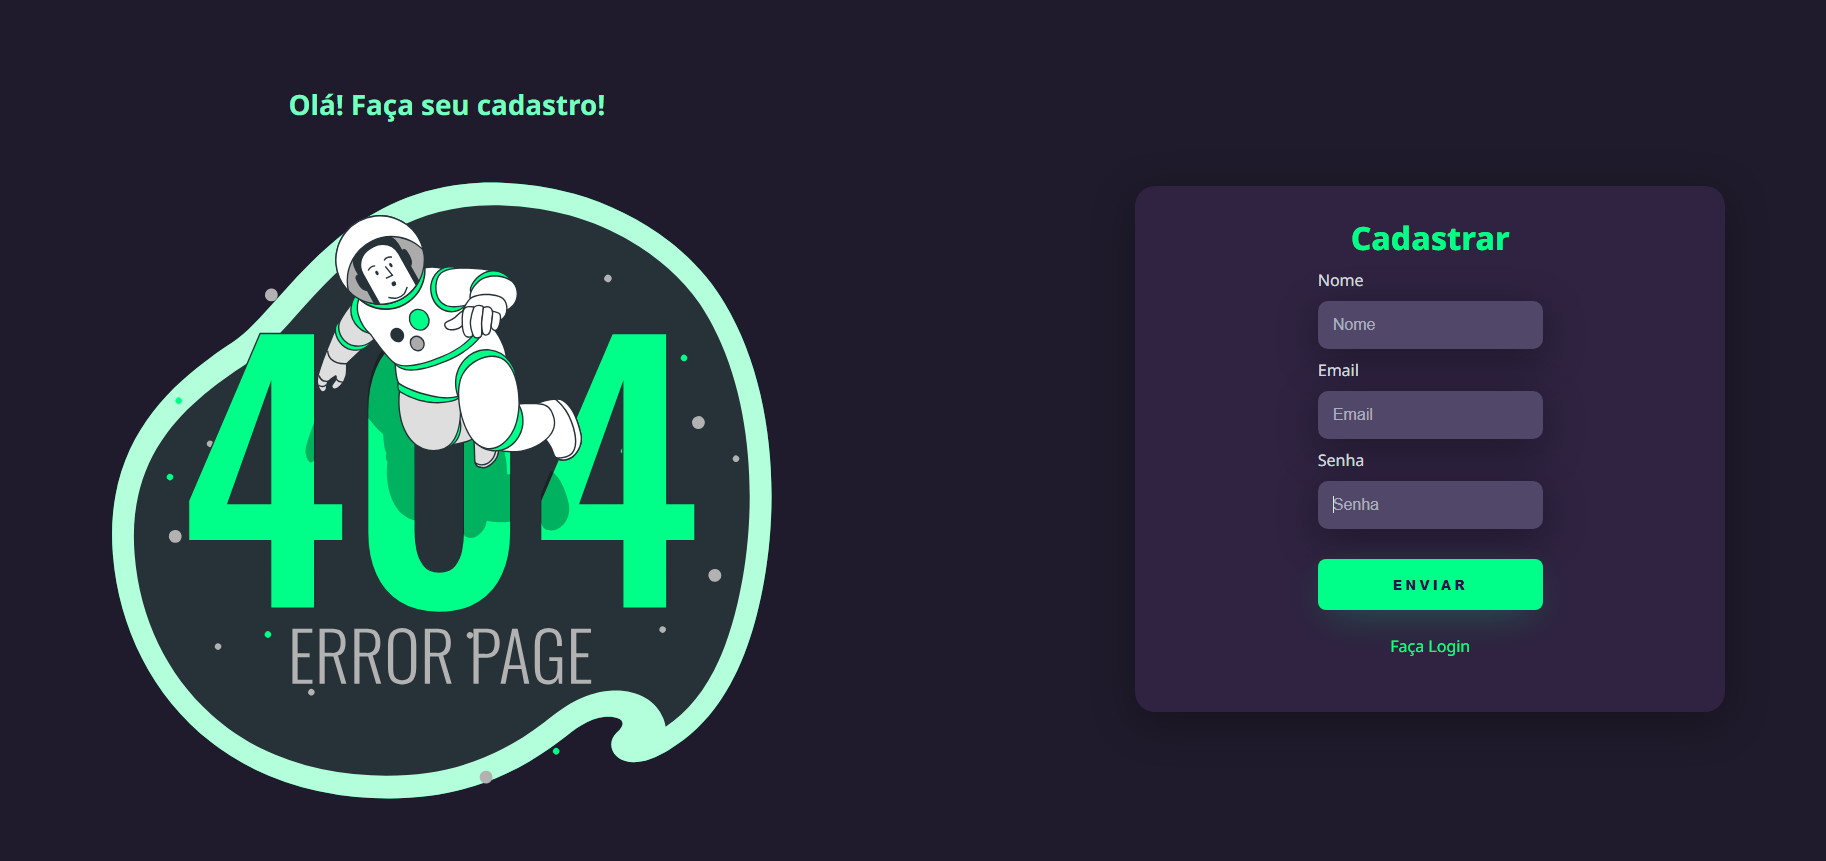 Olá! Faça seu cadastro!
404
ERROR PAGE
Cadastrar
Nome
Nome
Email
Email
Senha
Senha
ENVIAR
Faça Login